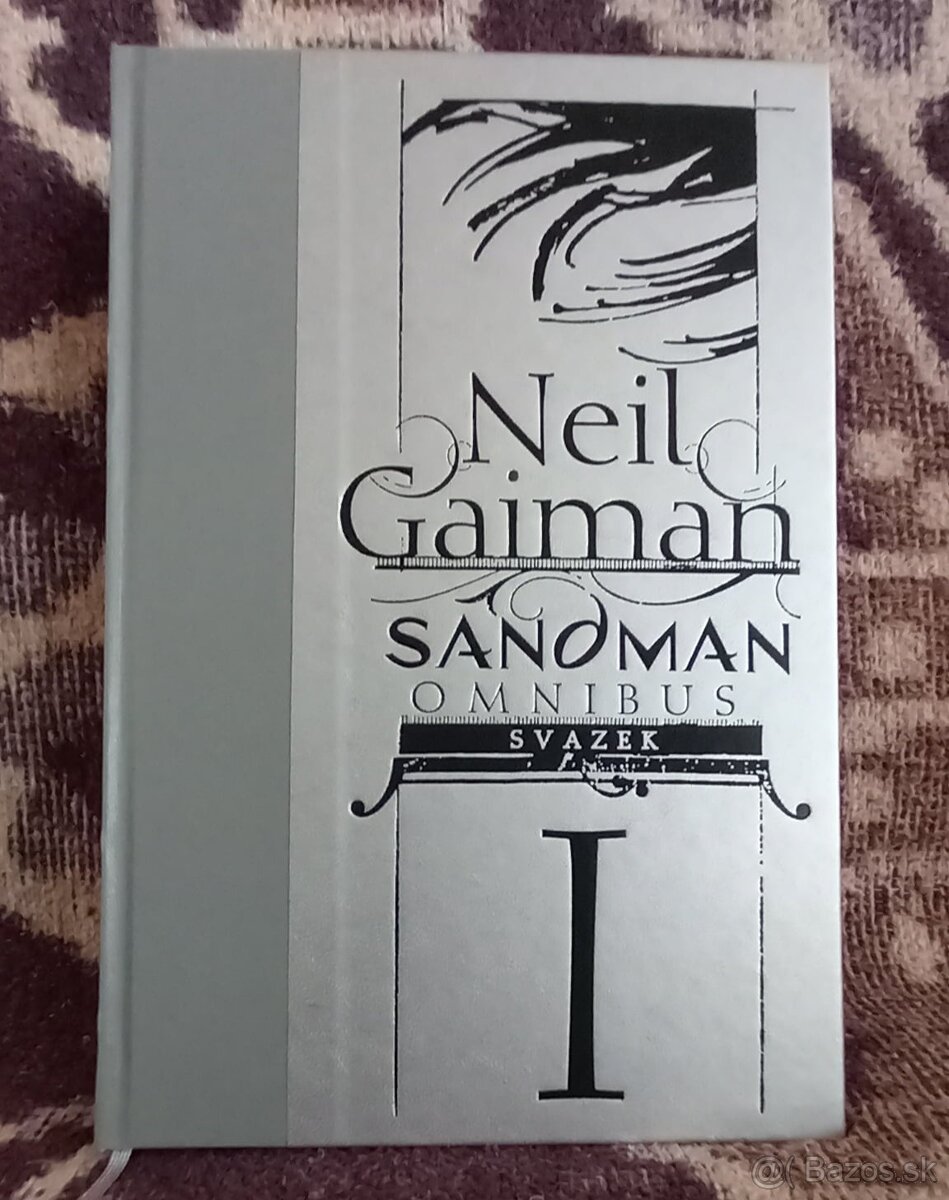 Neil
Gaiman
SANDMAN
OMNIBUS
SVAZEK
I
@( Bazos.sk